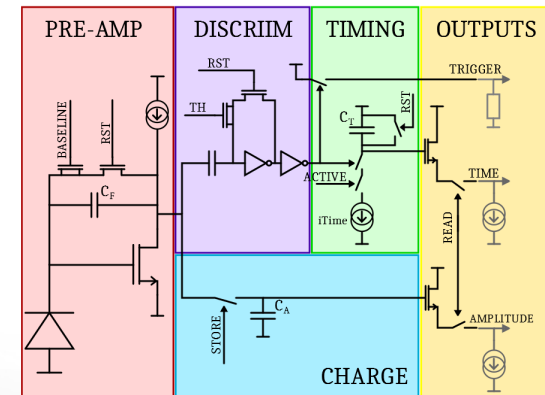 PRE-AMP
DISCRIIM
TIMING
OUTPUTS
RST
TRIGGER
TH
C_T
RST
BASELINE
RST
C_F
ACTIVE
TIME
iTime
READ
C_A
STORE
AMPLITUDE
CHARGE